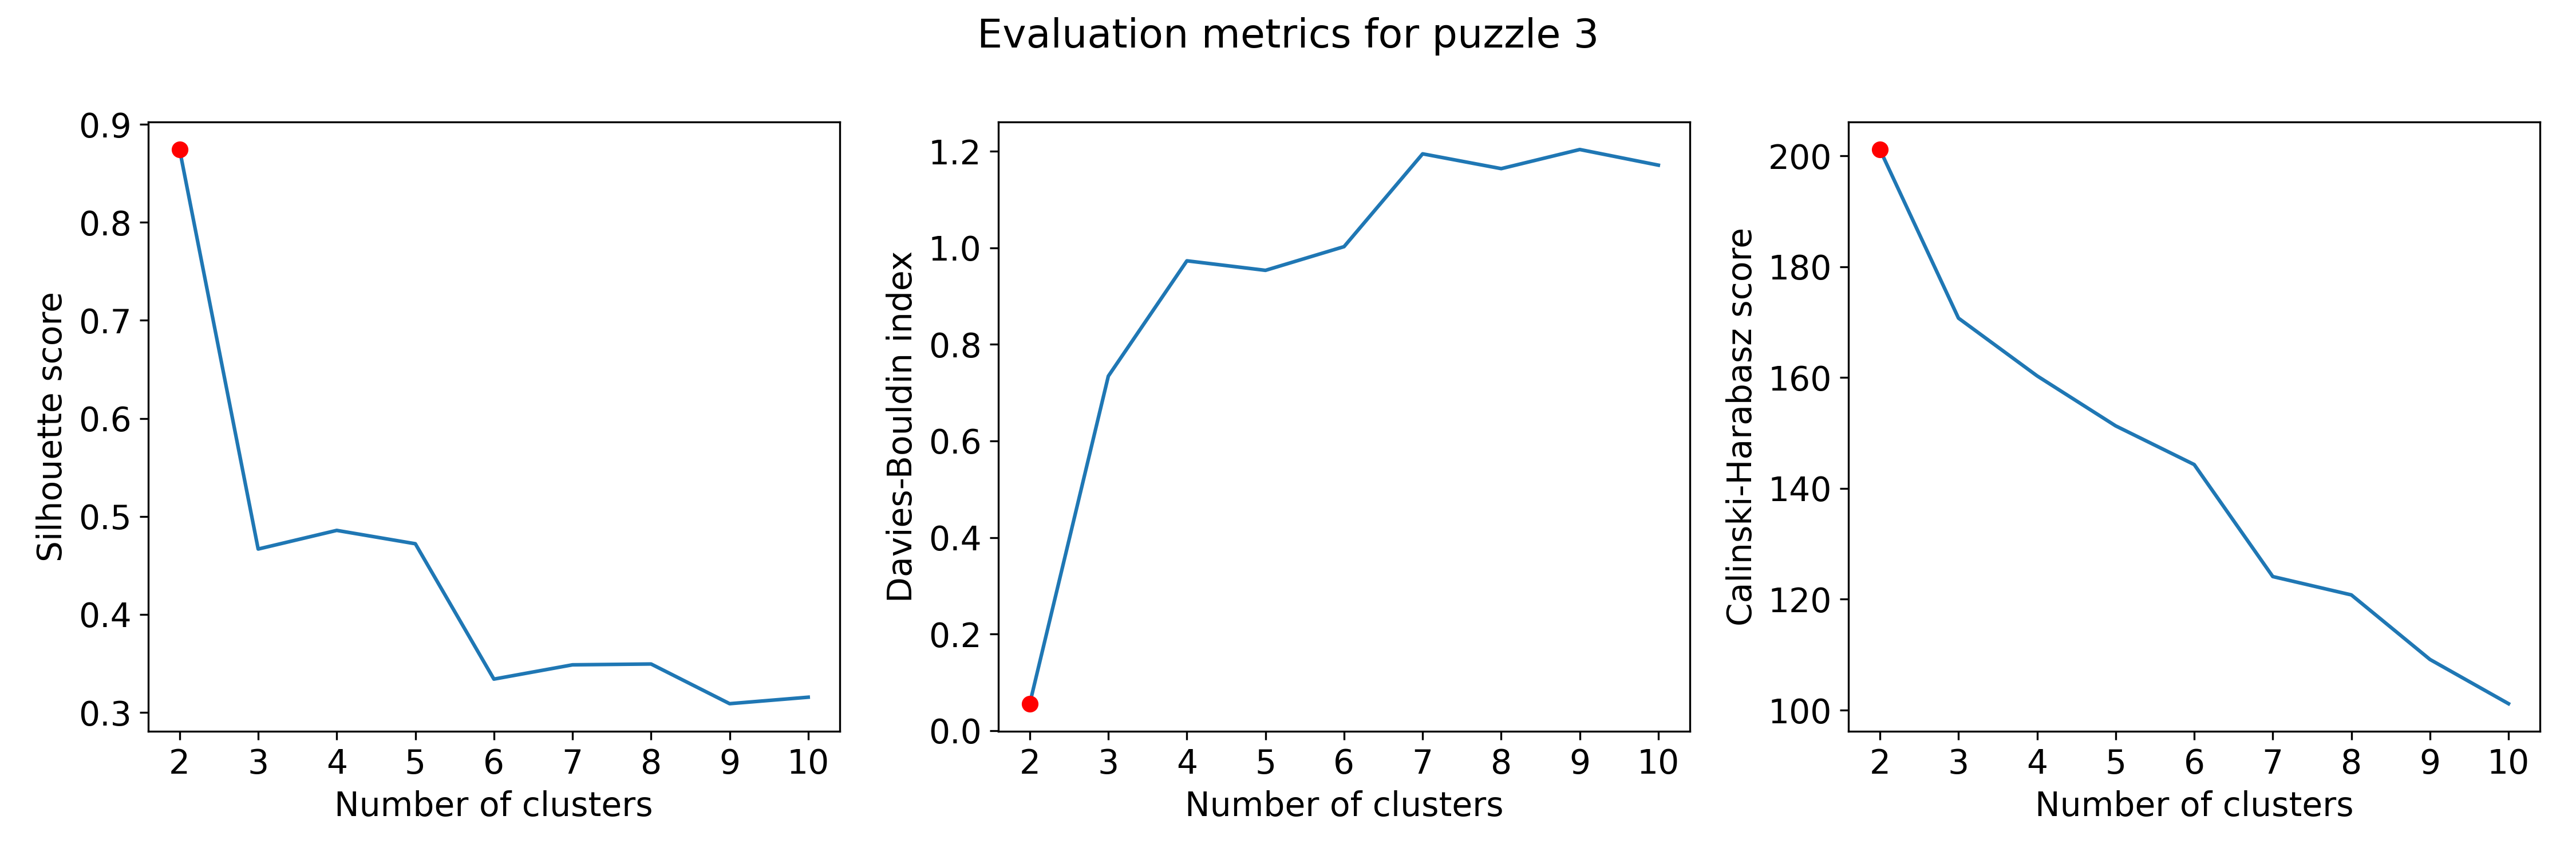 Evaluation metrics for puzzle 3
Silhouette score
0.9
0.8
0.7
0.6
0.5
0.4
0.3
2 3 4 5 6 7 8 9 10
Number of clusters
Davies-Bouldin index
1.2
1.0
0.8
0.6
0.4
0.2
0.0
2 3 4 5 6 7 8 9 10
Number of clusters
Calinski-Harabasz score
200
180
160
140
120
100
2 3 4 5 6 7 8 9 10
Number of clusters